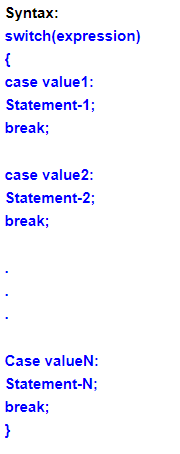 Syntax:
switch(expression)
{
case value1:
Statement-1;
break;
case value2:
Statement-2;
break;
.
.
.
Case valueN:
Statement-N;
break;
}